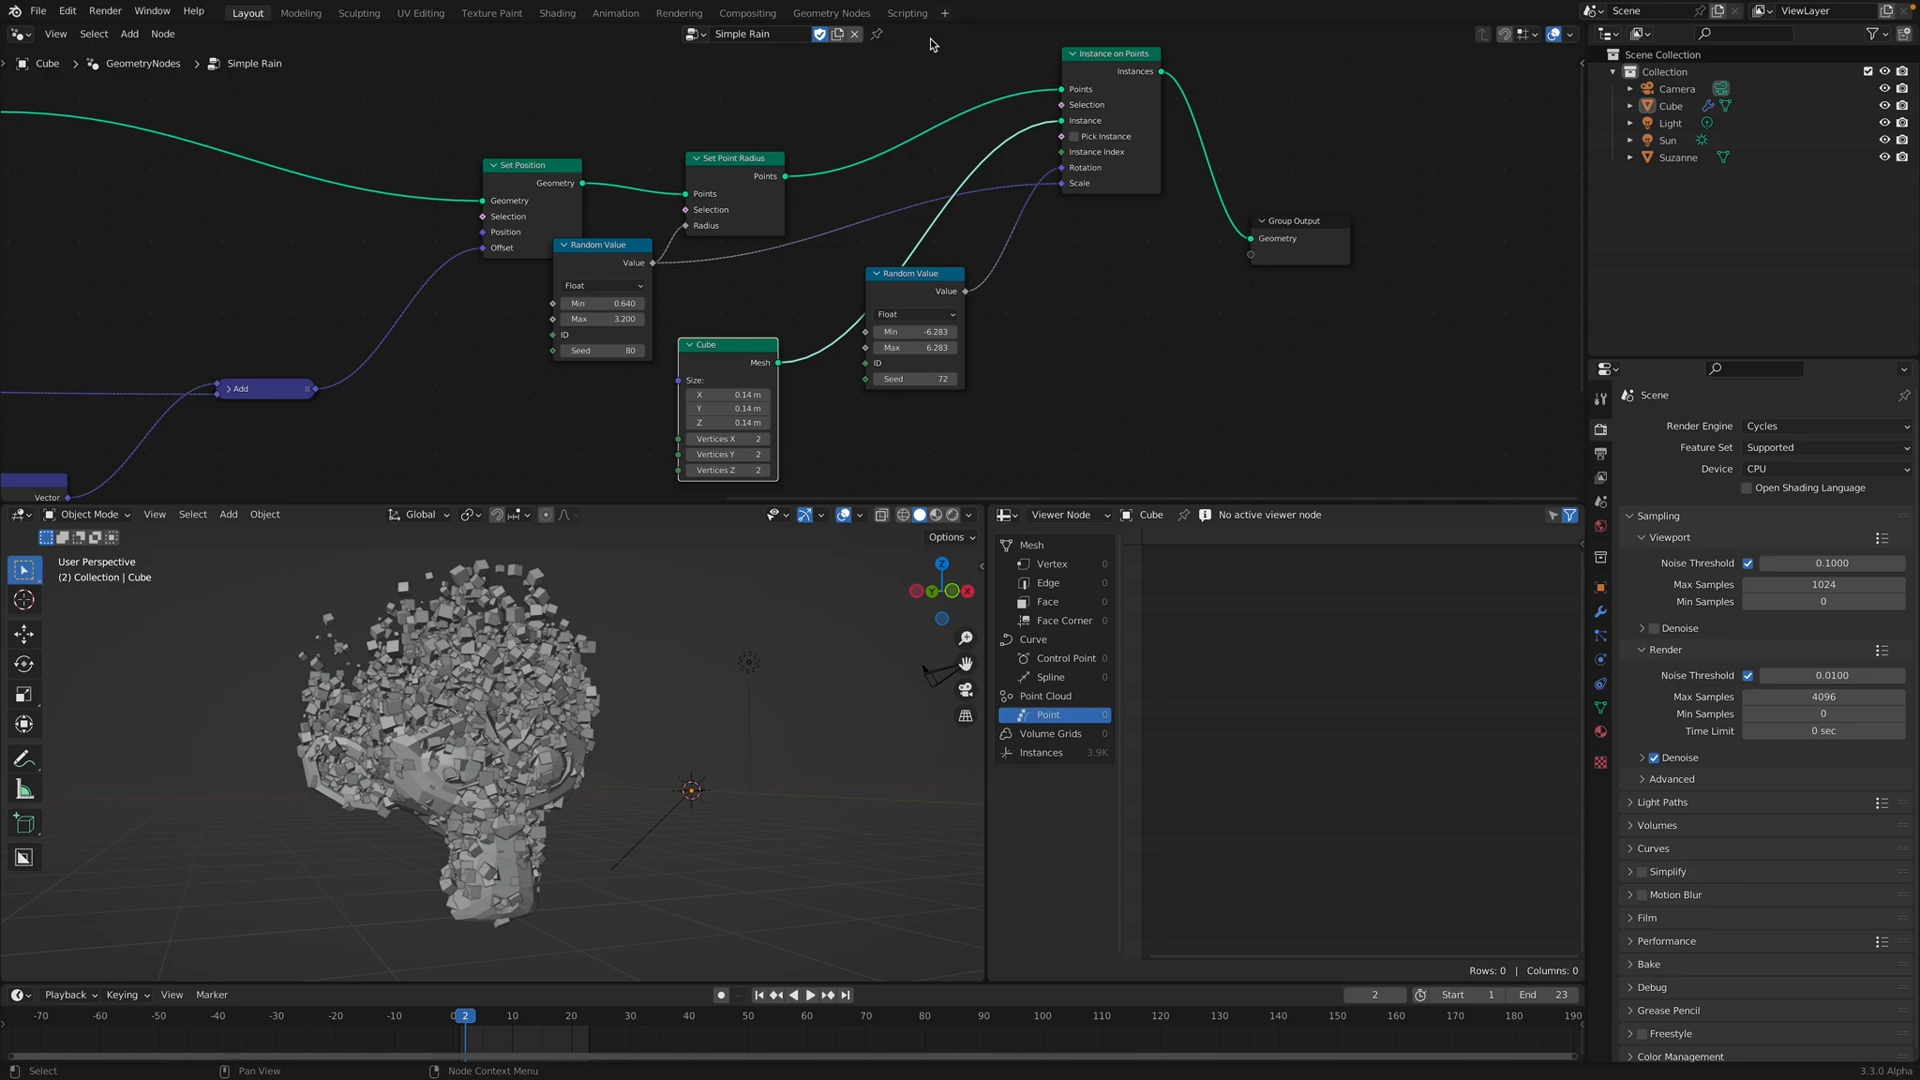 File Edit Render Window Help Layout Modeling Sculpting UV Editing Texture Paint Shading Animation Rendering Compositing Geometry Nodes Scripting + Scene ViewLayer
View Select Add Node Simple Rain
Cube > GeometryNodes > Simple Rain
Instance on Points
Instances
Points
Selection
Instance
Pick Instance
Instance Index
Rotation
Scale
Set Position
Geometry
Geometry
Selection
Position
Offset
Set Point Radius
Points
Points
Selection
Radius
Random Value
Value
Float
Min 0.640
Max 3.200
ID
Seed 80
Random Value
Value
Float
Min -6.283
Max 6.283
ID
Seed 72
Group Output
Geometry
Add
Vector
Cube
Mesh
Size:
X 0.14 m
Y 0.14 m
Z 0.14 m
Vertices X 2
Vertices Y 2
Vertices Z 2
Scene Collection
Collection
Camera
Cube
Light
Sun
Suzanne
Scene
Render Engine Cycles
Feature Set Supported
Device CPU
Open Shading Language
Sampling
Viewport
Noise Threshold 0.1000
Max Samples 1024
Min Samples 0
Denoise
Render
Noise Threshold 0.0100
Max Samples 4096
Min Samples 0
Time Limit 0 sec
Denoise
Advanced
Light Paths
Volumes
Curves
Simplify
Motion Blur
Film
Performance
Bake
Debug
Grease Pencil
Freestyle
Color Management
Object Mode View Select Add Object Global
Options
User Perspective
(2) Collection | Cube
Z
Y X
Viewer Node Cube No active viewer node
Mesh
Vertex 0
Edge 0
Face 0
Face Corner 0
Curve
Control Point 0
Spline 0
Point Cloud
Point 0
Volume Grids 0
Instances 3.9K
Rows: 0 | Columns: 0
Playback Keying View Marker 2 Start 1 End 23
-70 -60 -50 -40 -30 -20 -10 0 2 10 20 30 40 50 60 70 80 90 100 110 120 130 140 150 160 170 180 190
Select Pan View Node Context Menu 3.3.0 Alpha